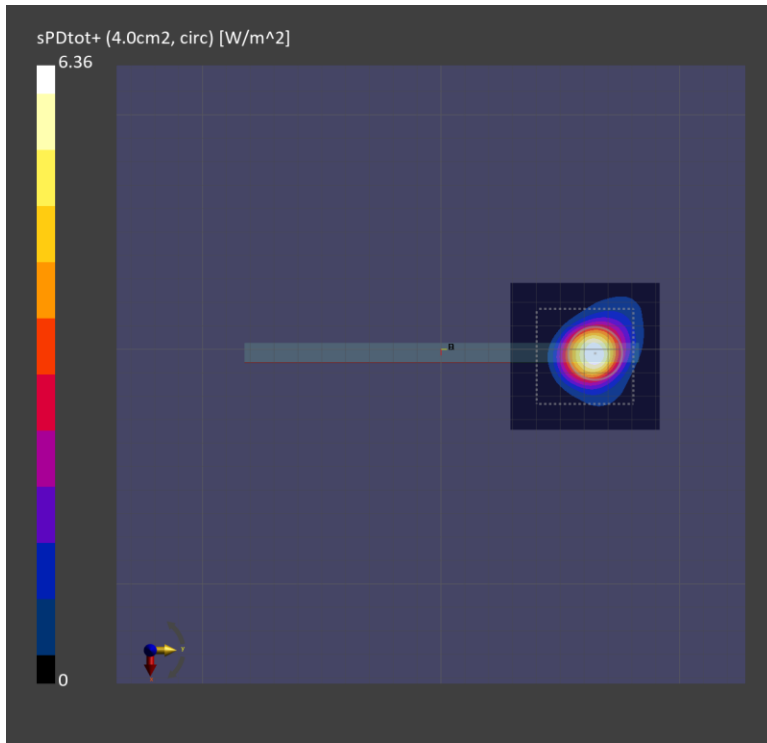 sPDtot+ (4.0cm2, circ) [W/m^2]
6.36
0
y
x